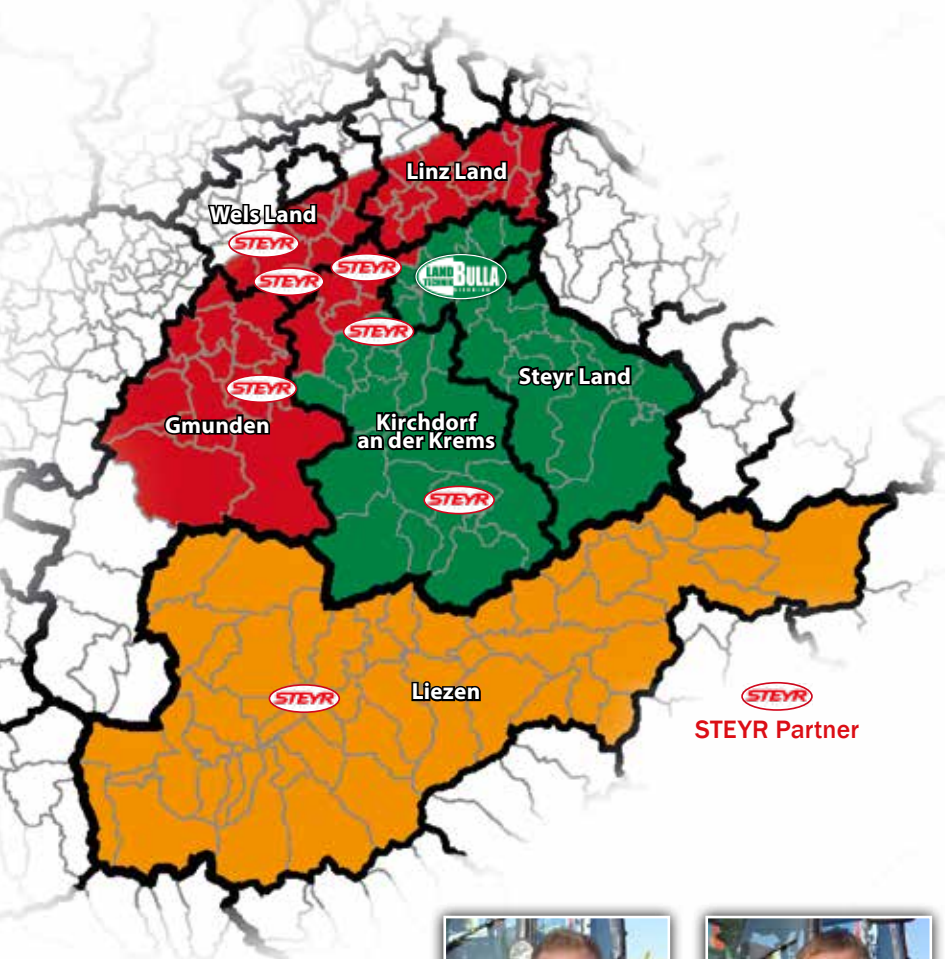 Linz Land
Wels Land
STEYR
STEYR
STEYR
LAND
TECHNIK
BULLA
STEYR
Steyr Land
STEYR
Gmunden
Kirchdorf
an der Krems
STEYR
STEYR
Liezen
STEYR
STEYR Partner